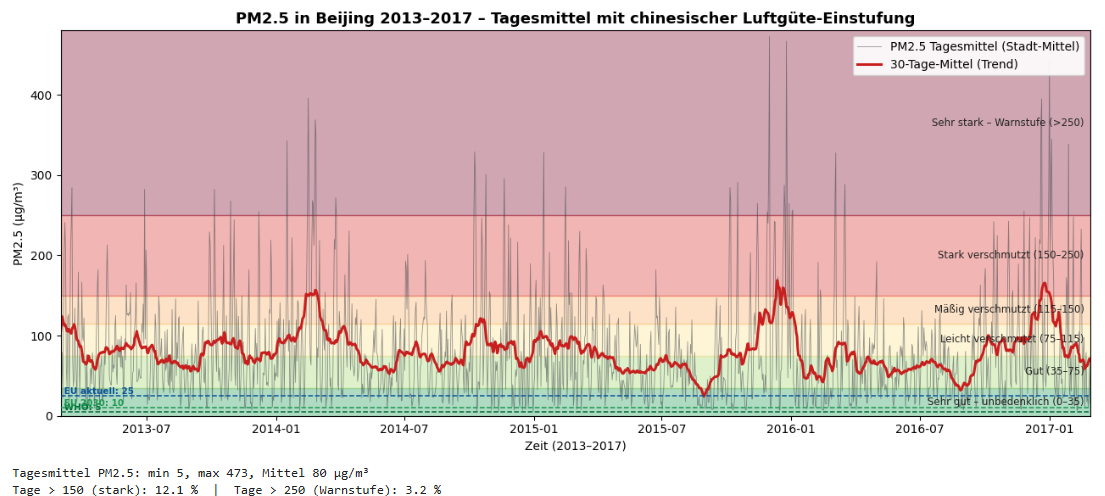 PM2.5 in Beijing 2013–2017 – Tagesmittel mit chinesischer Luftgüte-Einstufung
PM2.5 Tagesmittel (Stadt-Mittel)
30-Tage-Mittel (Trend)
Sehr stark – Warnstufe (>250)
Stark verschmutzt (150–250)
Mäßig verschmutzt (115–150)
Leicht verschmutzt (75–115)
Gut (35–75)
Sehr gut – unbedenklich (0–35)
EU aktuell: 25
EU 2030: 10
WHO: 5
PM2.5 (µg/m³)
400
300
200
100
0
2013-07 2014-01 2014-07 2015-01 2015-07 2016-01 2016-07 2017-01
Zeit (2013–2017)
Tagesmittel PM2.5: min 5, max 473, Mittel 80 µg/m³
Tage > 150 (stark): 12.1 % | Tage > 250 (Warnstufe): 3.2 %